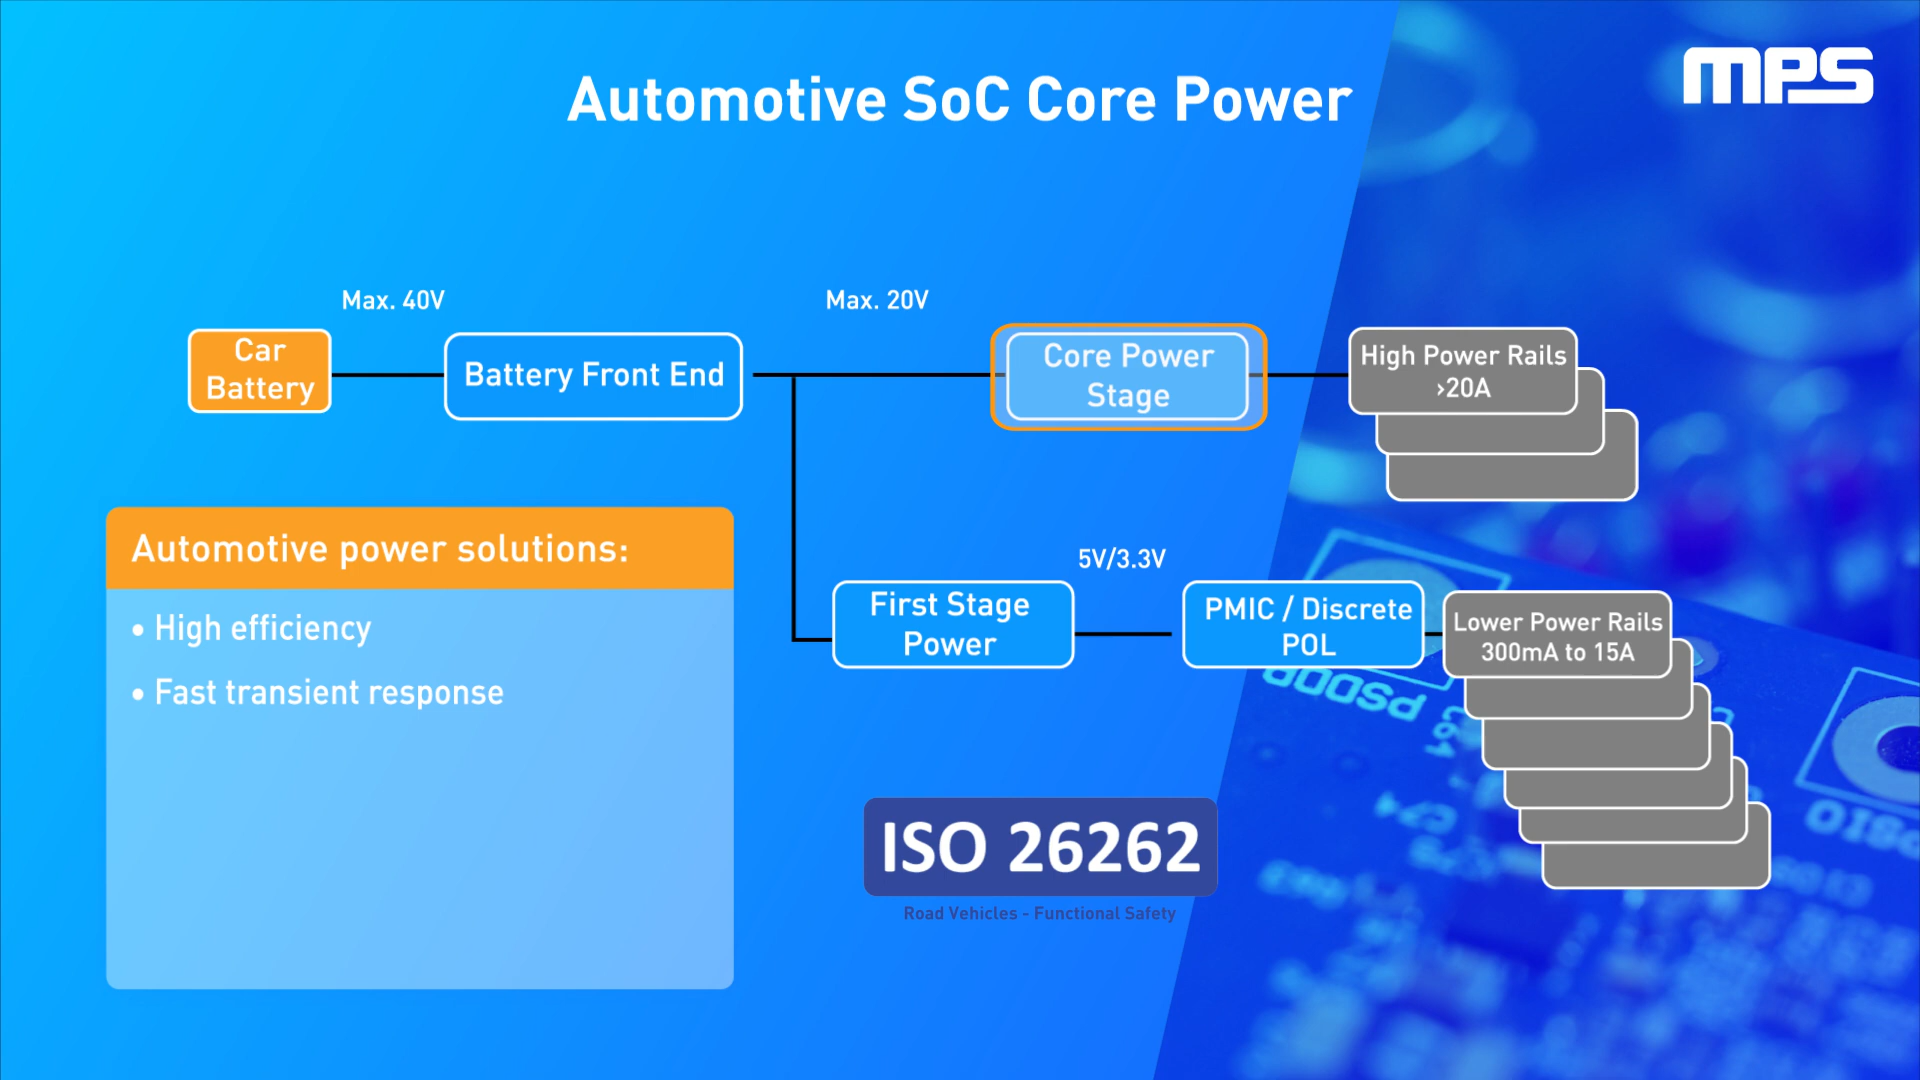 MPS
Automotive SoC Core Power
Max. 40V
Max. 20V
Car
Battery
Battery Front End
Core Power
Stage
High Power Rails
>20A
Automotive power solutions:
• High efficiency
• Fast transient response
5V/3.3V
First Stage
Power
PMIC / Discrete
POL
Lower Power Rails
300mA to 15A
PSDOP
ISO 26262
Road Vehicles - Functional Safety